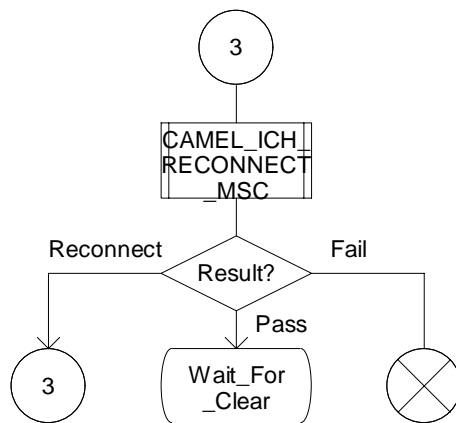 3
CAMEL_ICH_
RECONNECT
_MSC
Reconnect
Result?
Fail
Pass
3
Wait_For
_Clear